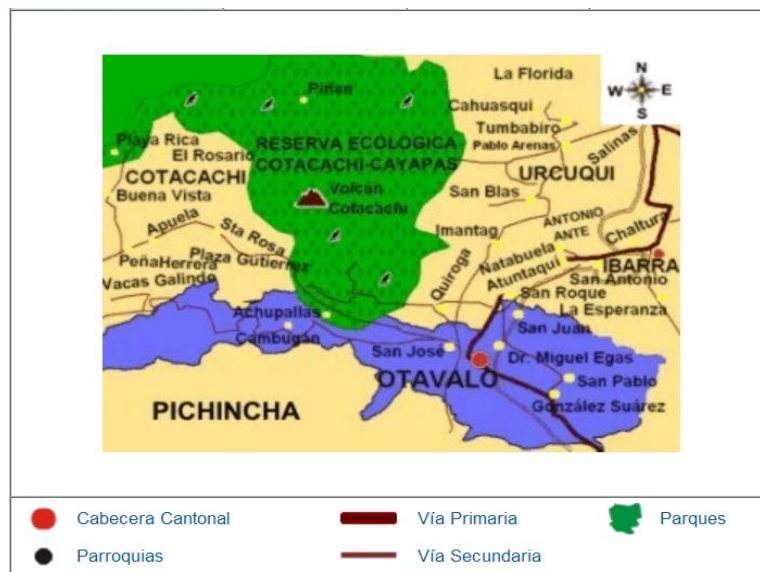 La Florida
N
W E
S
Piñan
Cahuasqui
Tumbabiro
Pablo Arenas
Salinas
Playa Rica
El Rosario
RESERVA ECOLÓGICA
COTACACHI-CAYAPAS
COTACACHI
URCUQUI
Buena Vista
Volcán
Cotacachi
San Blas
Apuela
Sta Rosa
Imantag
ANTONIO
ANTE
Chaltura
PeñaHerrera
Plaza Gutierrez
Natabuela
Atuntaqui
IBARRA
San Antonio
Vacas Galindo
Quiroga
San Roque
La Esperanza
Achupallas
San Juan
Cambugan
San José
Dr. Miguel Egas
OTAVALO
San Pablo
PICHINCHA
González Suárez
Cabecera Cantonal
Vía Primaria
Parques
Parroquias
Vía Secundaria